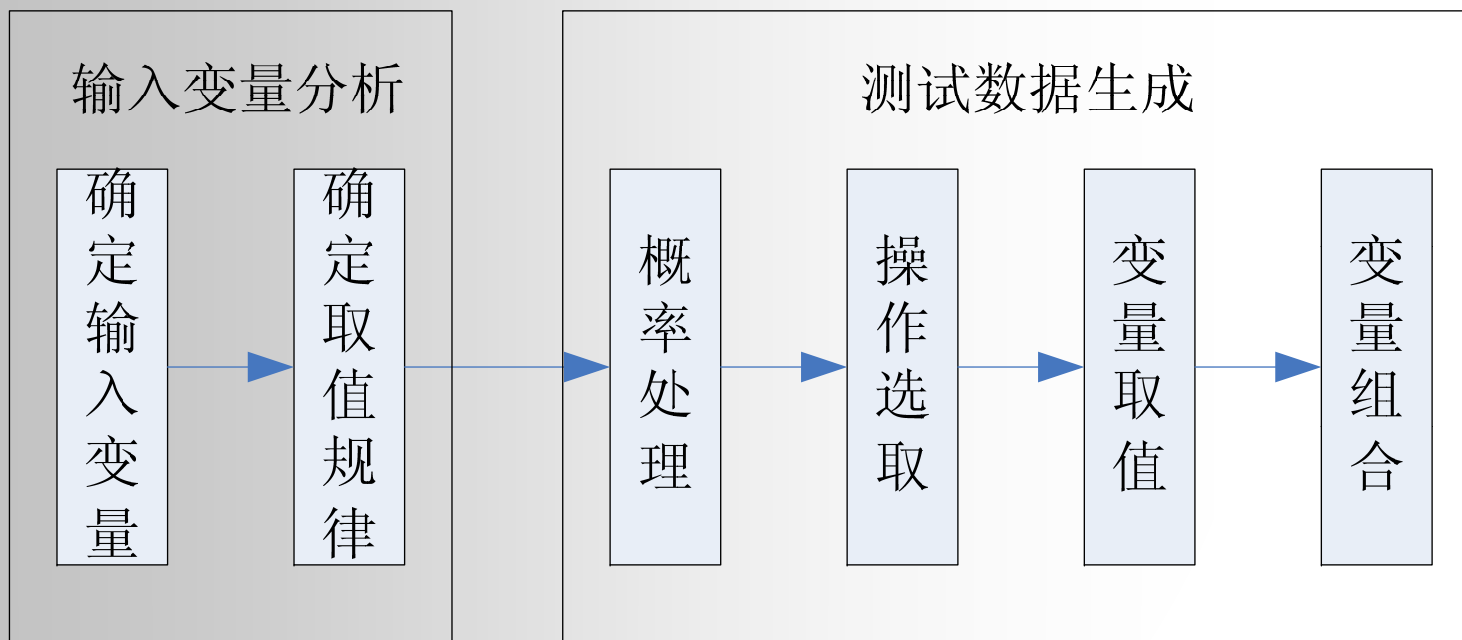 输入变量分析
测试数据生成
确定输入变量
确定取值规律
概率处理
操作选取
变量取值
变量组合